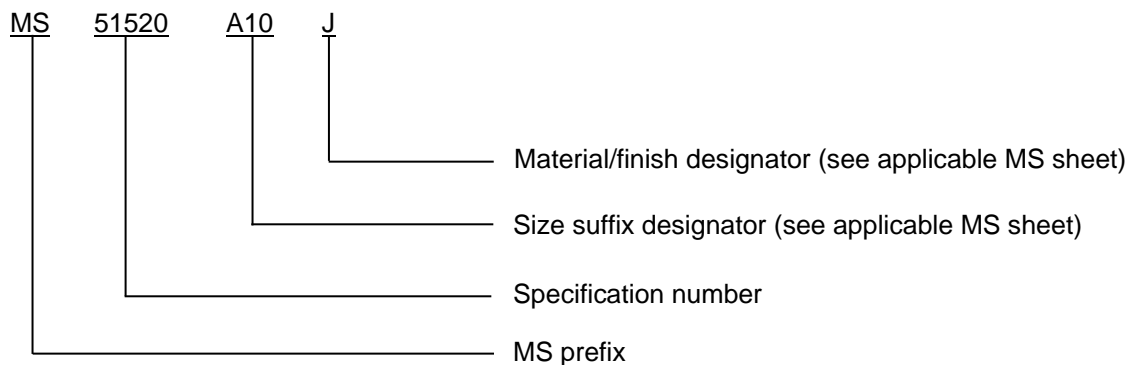 MS 51520 A10 J
Material/finish designator (see applicable MS sheet)
Size suffix designator (see applicable MS sheet)
Specification number
MS prefix